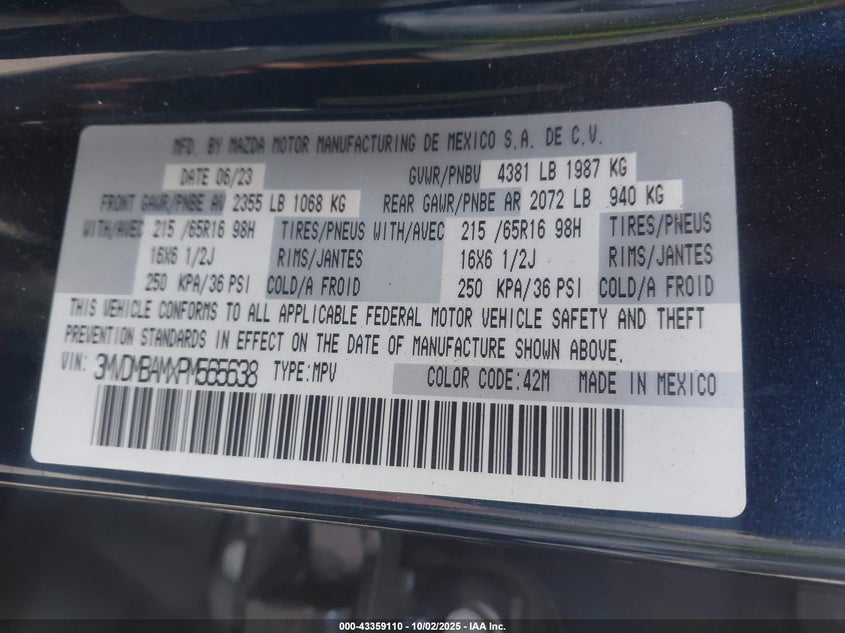 MFD. BY MAZDA MOTOR MANUFACTURING DE MEXICO S.A. DE C.V.
DATE 06/23 GVWR/PNBV 4381 LB 1987 KG
FRONT GAWR/PNBE AV 2355 LB 1068 KG REAR GAWR/PNBE AR 2072 LB 940 KG
WITH/AVEC 215 /65R16 98H TIRES/PNEUS WITH/AVEC 215 /65R16 98H TIRES/PNEUS
16X6 1/2J RIMS/JANTES 16X6 1/2J RIMS/JANTES
250 KPA/36 PSI COLD/A FROID 250 KPA/36 PSI COLD/A FROID
THIS VEHICLE CONFORMS TO ALL APPLICABLE FEDERAL MOTOR VEHICLE SAFETY AND THEFT
PREVENTION STANDARDS IN EFFECT ON THE DATE OF MANUFACTURE SHOWN ABOVE.
VIN: 3MVDMBAMXPM565638 TYPE:MPV COLOR CODE:42M MADE IN MEXICO
000-43359110 - 10/02/2025 - IAA Inc.